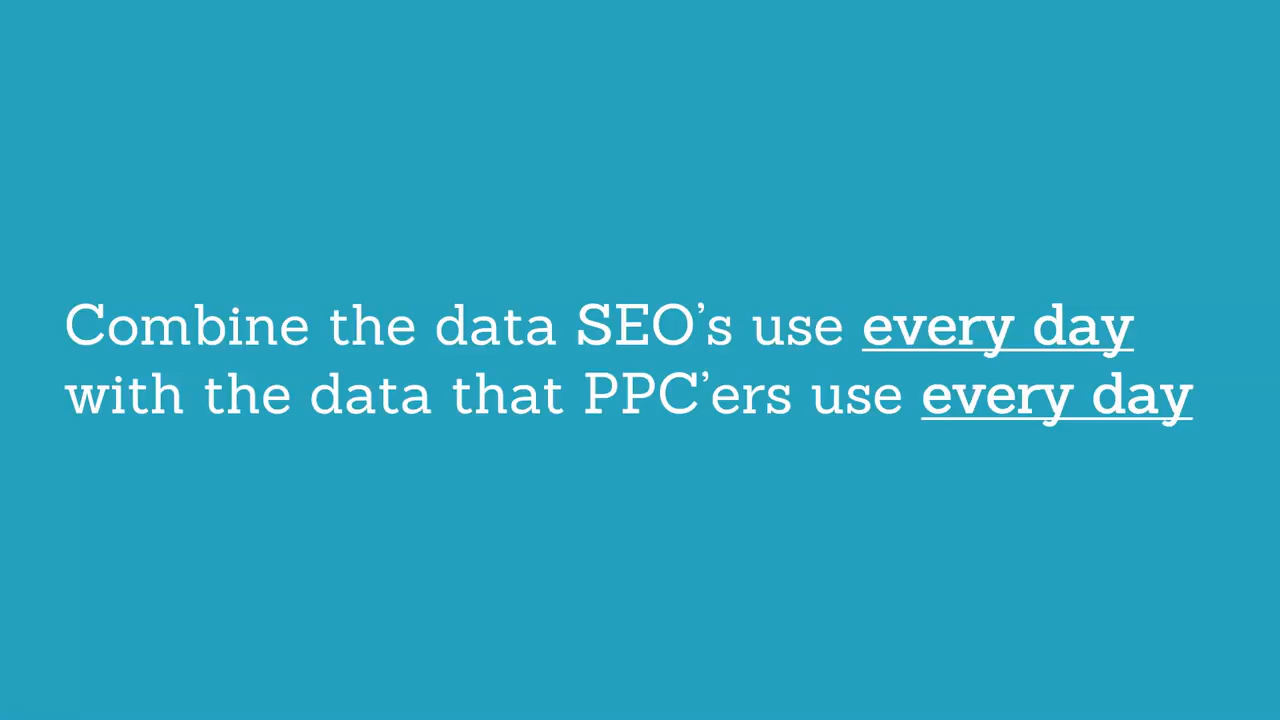 Combine the data SEO’s use every day
with the data that PPC’ers use every day